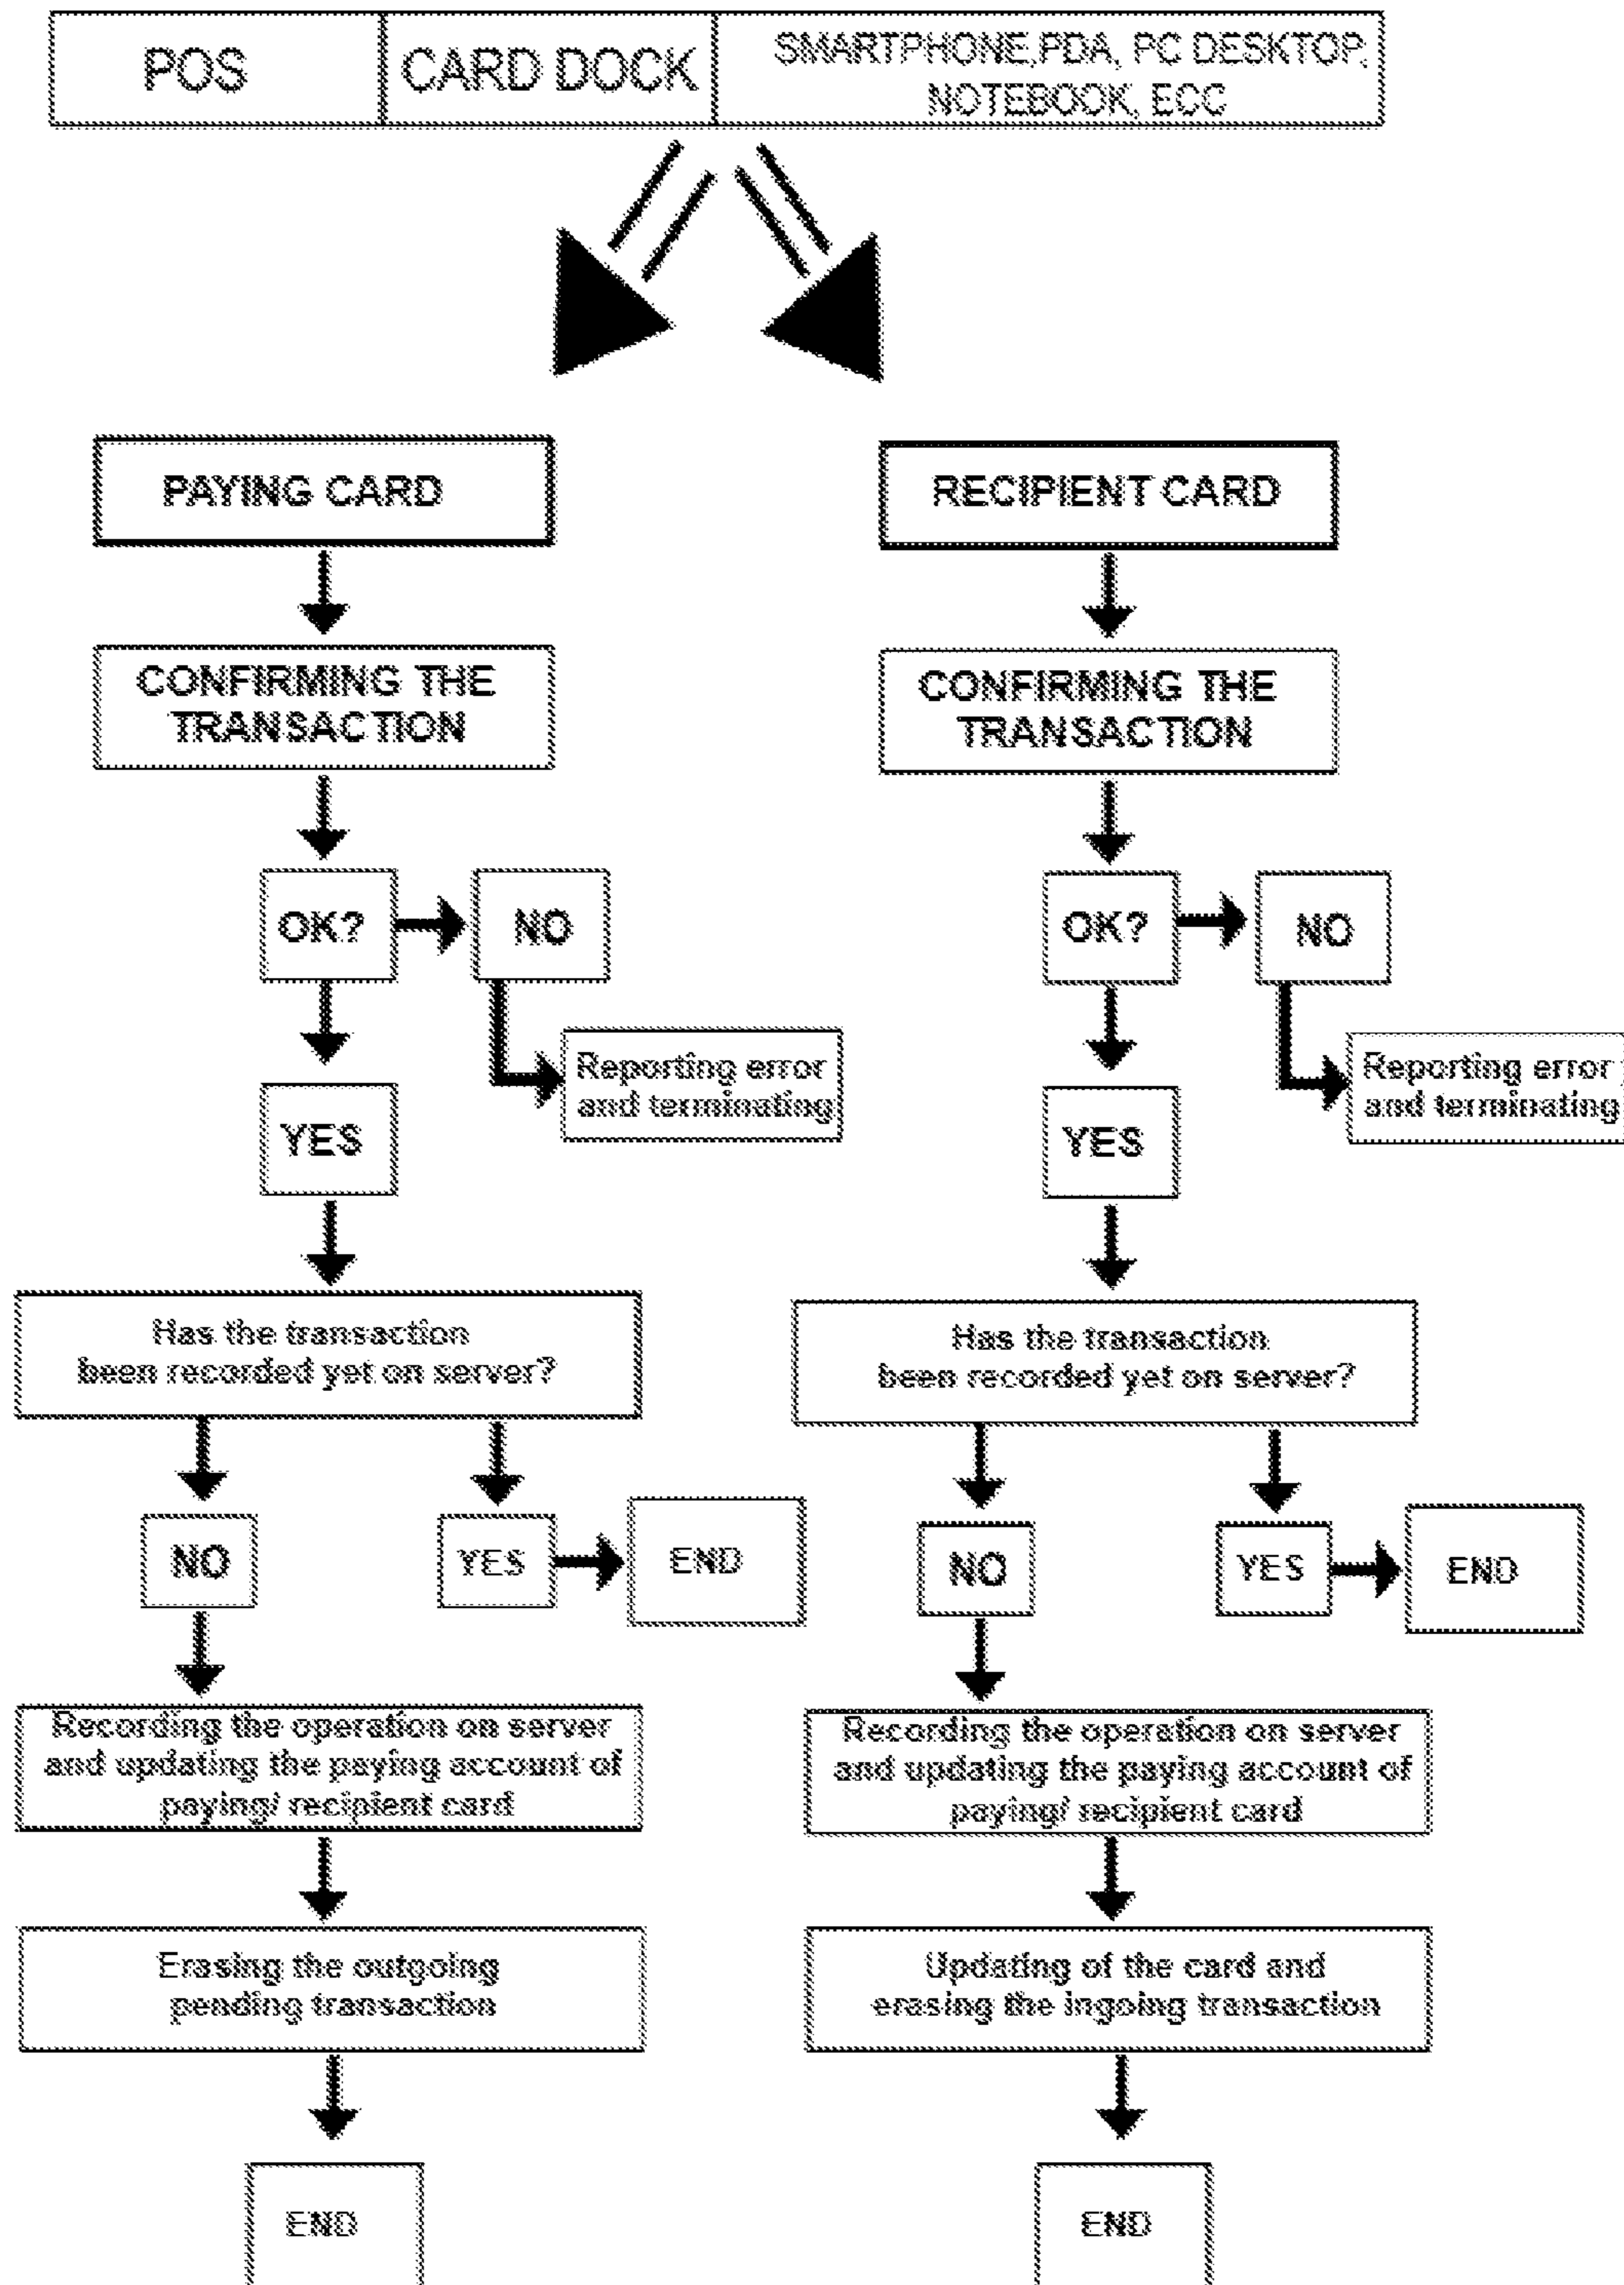 POS
CARD DOCK
SMARTPHONE,PDA, PC DESKTOP,
NOTEBOOK, ECC
PAYING CARD
CONFIRMING THE
TRANSACTION
OK?
NO
Reporting error
and terminating
YES
Has the transaction
been recorded yet on server?
NO
YES
END
Recording the operation on server
and updating the paying account of
paying/ recipient card
Erasing the outgoing
pending transaction
END
RECIPIENT CARD
CONFIRMING THE
TRANSACTION
OK?
NO
Reporting error
and terminating
YES
Has the transaction
been recorded yet on server?
NO
YES
END
Recording the operation on server
and updating the paying account of
paying/ recipient card
Updating of the card and
erasing the ingoing transaction
END